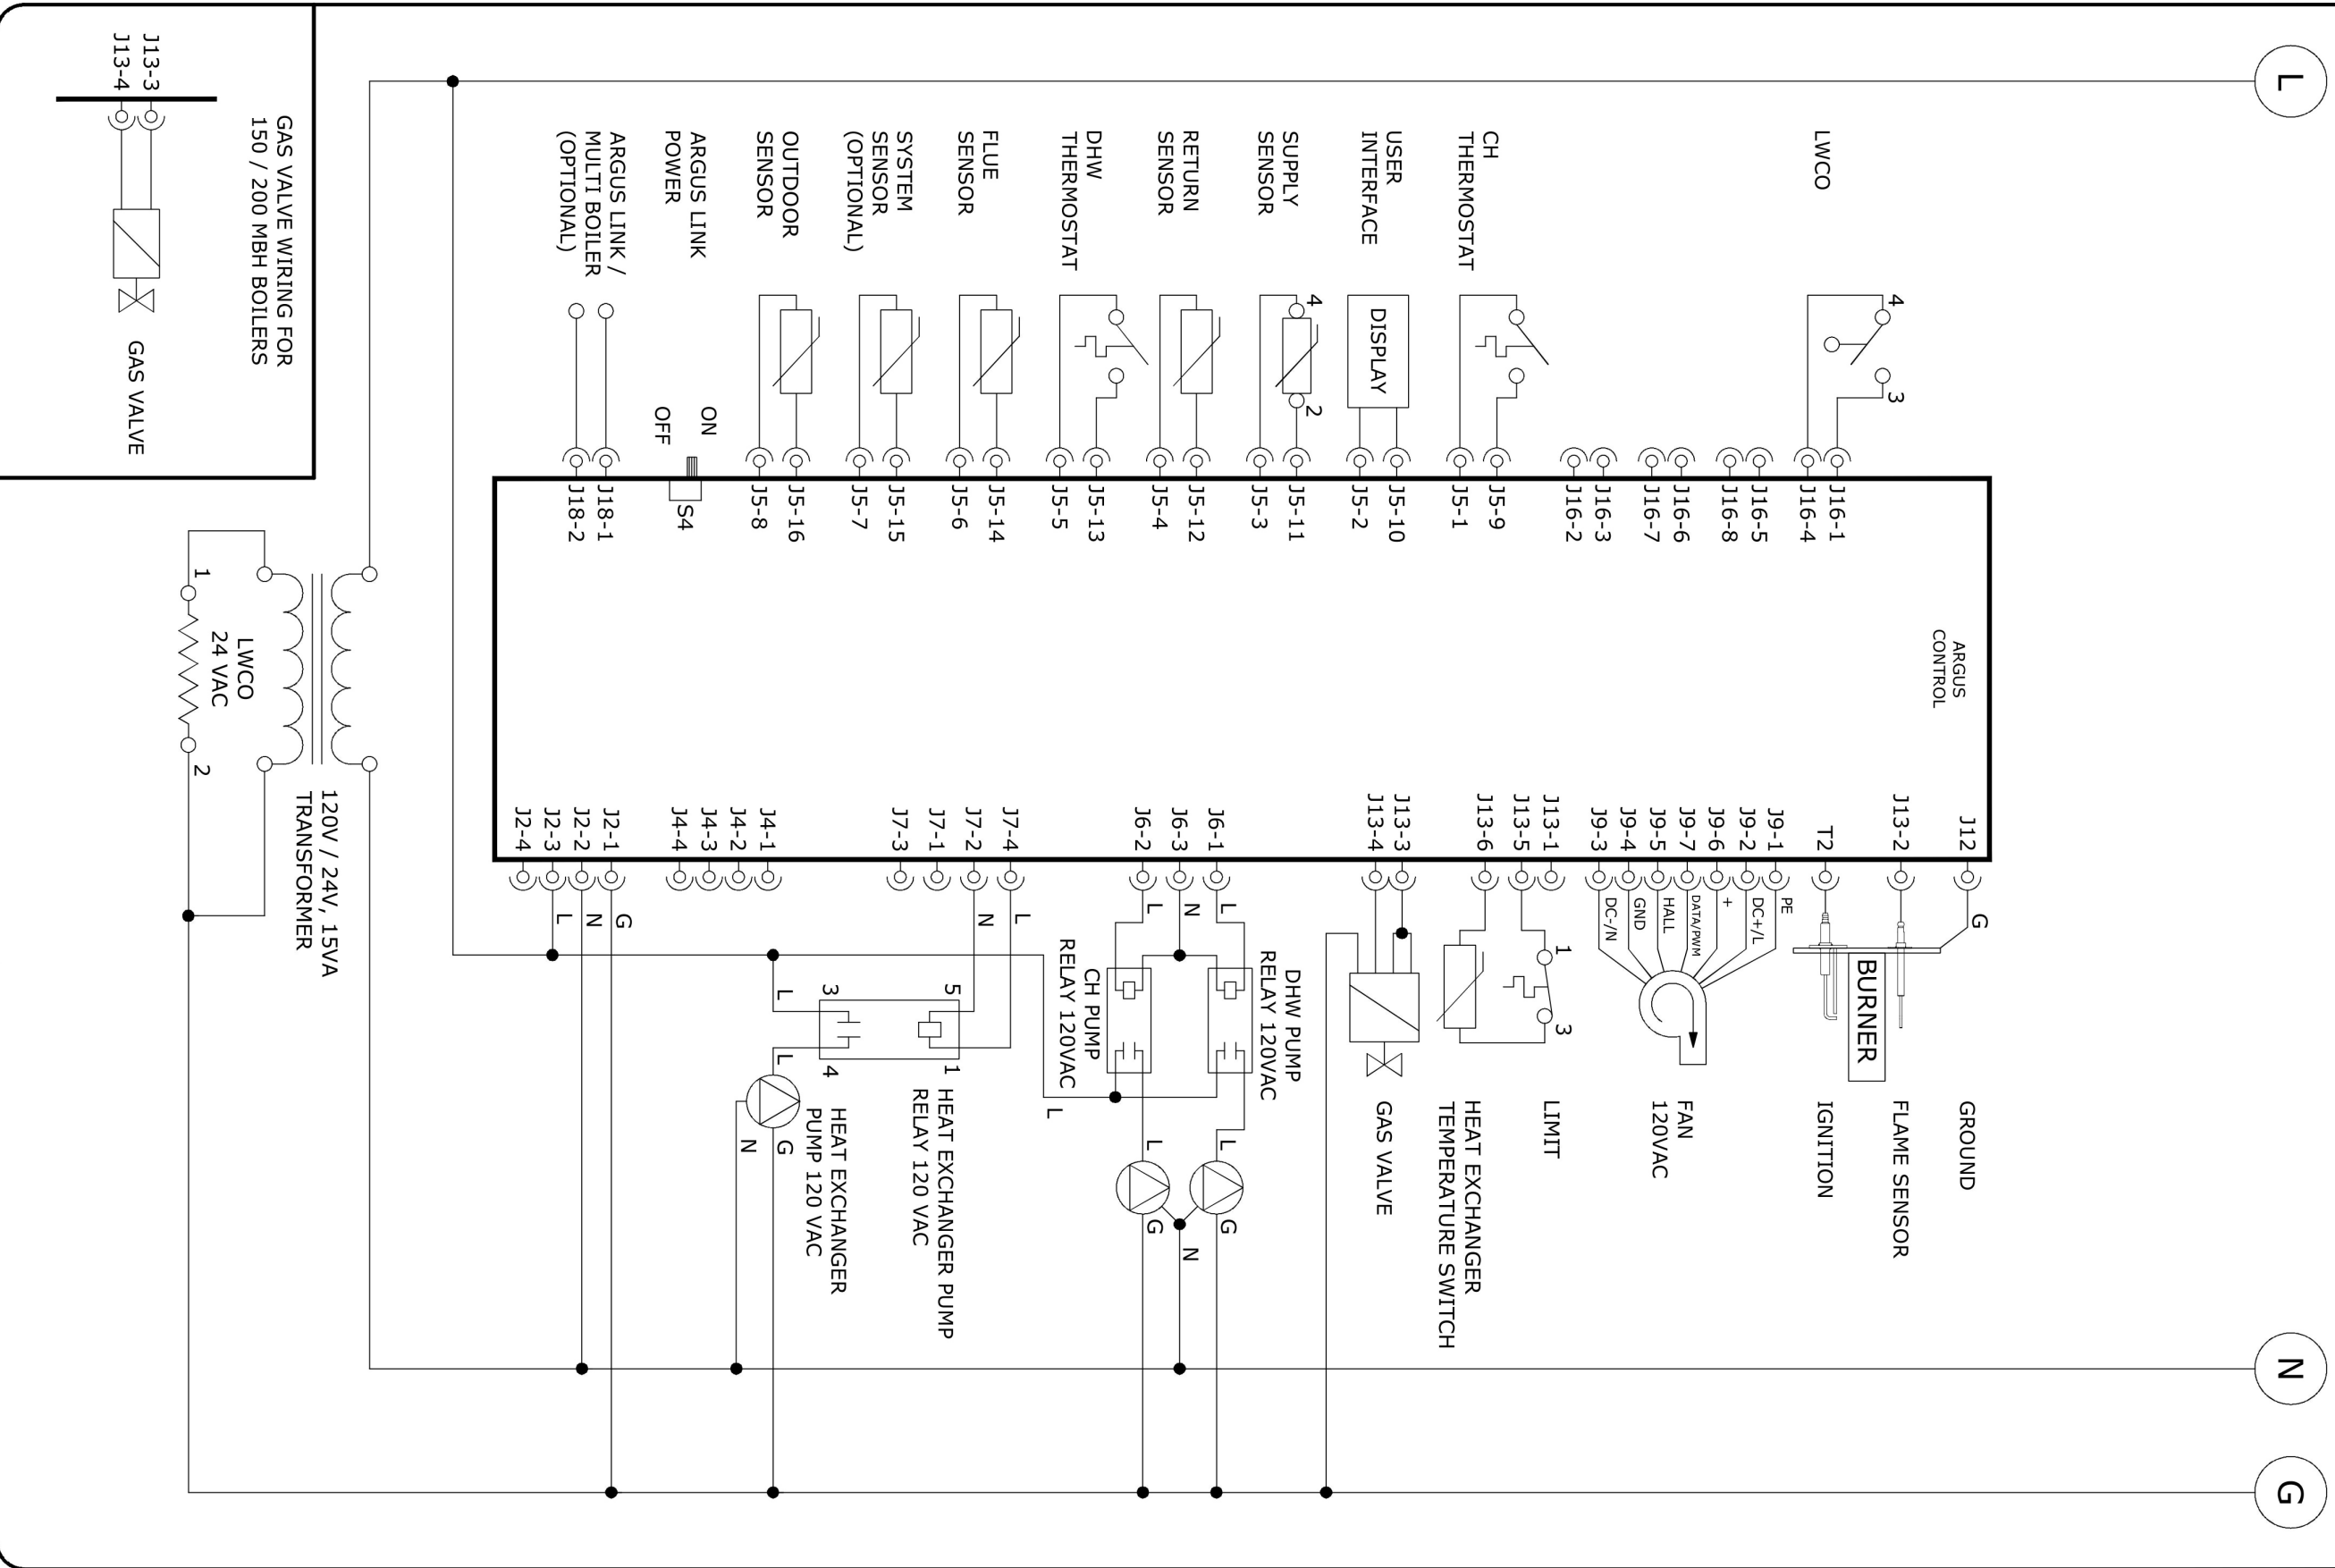 L
LWCO
4
3
J16-1
J16-4
J16-5
J16-8
J16-6
J16-7
J16-3
J16-2
CH
THERMOSTAT
J5-9
J5-1
USER
INTERFACE
DISPLAY
J5-10
J5-2
SUPPLY
SENSOR
4
2
J5-11
J5-3
RETURN
SENSOR
J5-12
J5-4
DHW
THERMOSTAT
J5-13
J5-5
FLUE
SENSOR
J5-14
J5-6
SYSTEM
SENSOR
(OPTIONAL)
J5-15
J5-7
OUTDOOR
SENSOR
J5-16
J5-8
ARGUS LINK
POWER
ON
OFF
S4
ARGUS LINK /
MULTI BOILER
(OPTIONAL)
J18-1
J18-2
ARGUS
CONTROL
J12
G
GROUND
J13-2
FLAME SENSOR
BURNER
T2
IGNITION
J9-1
J9-2
J9-6
J9-7
J9-5
J9-4
J9-3
PE
DC+/L
+
DATA/PWM
HALL
GND
DC-/N
FAN
120VAC
J13-1
J13-5
J13-6
1
3
LIMIT
HEAT EXCHANGER
TEMPERATURE SWITCH
J13-3
J13-4
GAS VALVE
J6-1
J6-3
J6-2
L
N
L
DHW PUMP
RELAY 120VAC
CH PUMP
RELAY 120VAC
L
L
L
G
G
N
J7-4
J7-2
J7-1
J7-3
L
N
5
3
1
4
L
L
HEAT EXCHANGER PUMP
RELAY 120 VAC
HEAT EXCHANGER
PUMP 120 VAC
G
N
J4-1
J4-2
J4-3
J4-4
J2-1
J2-2
J2-3
J2-4
G
N
L
120V / 24V, 15VA
TRANSFORMER
LWCO
24 VAC
1
2
GAS VALVE WIRING FOR
150 / 200 MBH BOILERS
J13-3
J13-4
GAS VALVE
N
G